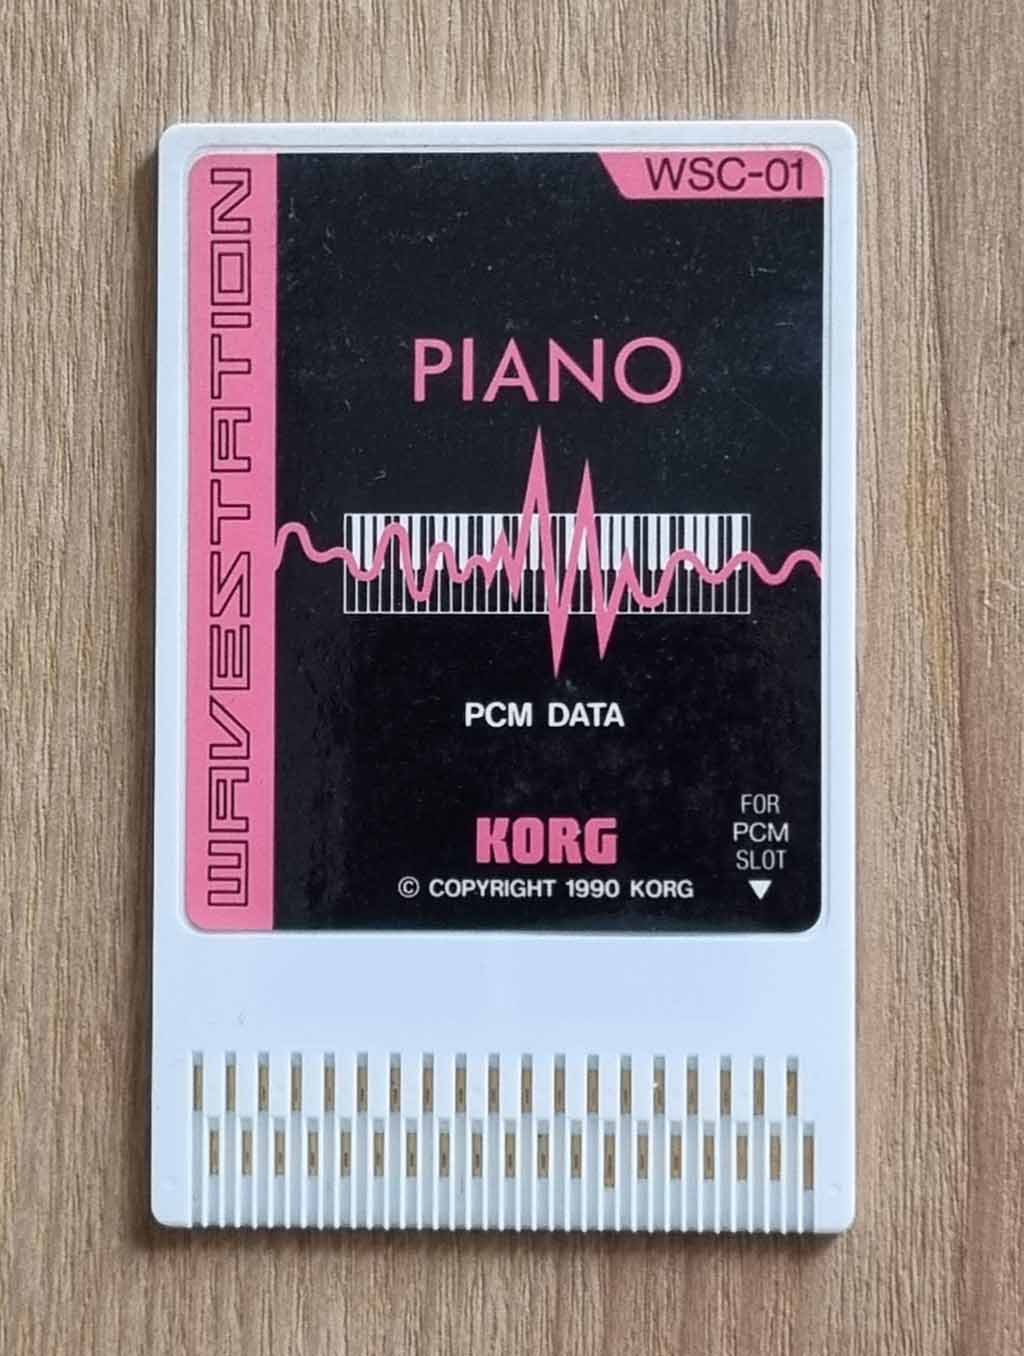 WSC-01
WAVESTATION
PIANO
PCM DATA
FOR
PCM
SLOT
KORG
© COPYRIGHT 1990 KORG